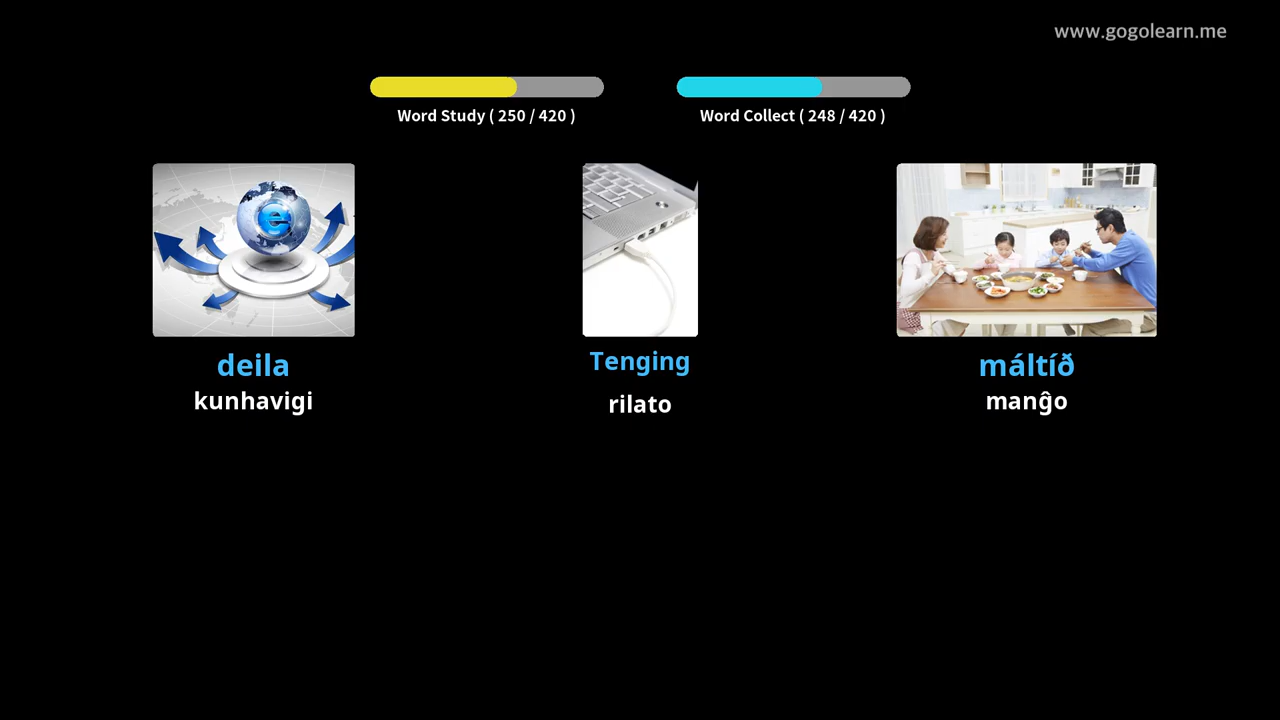 www.gogolearn.me
Word Study ( 250 / 420 )
Word Collect ( 248 / 420 )
e
deila
Tenging
máltíð
kunhavigi
rilato
manĝo